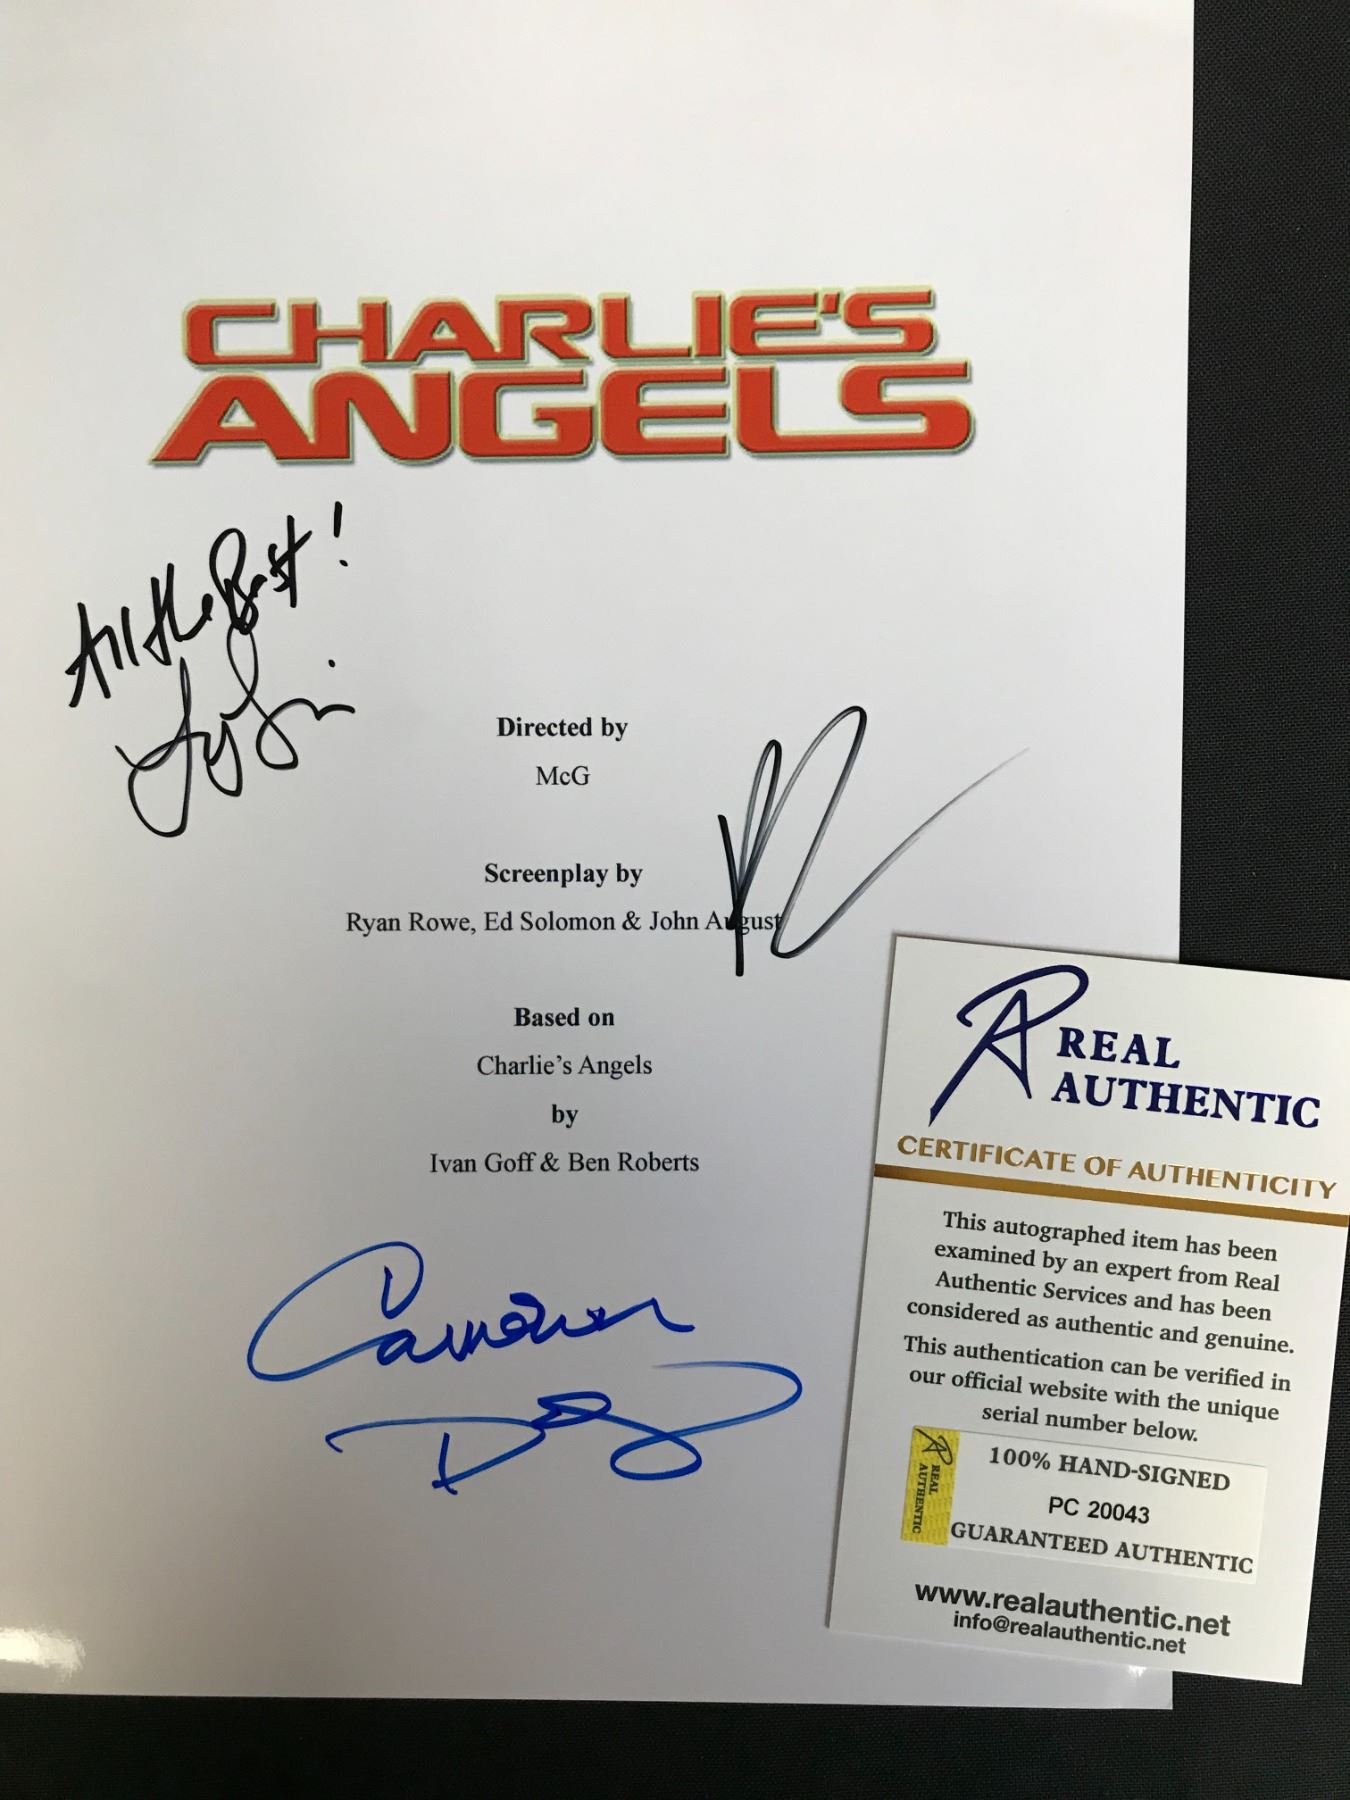 CHARLIE'S
ANGELS
All the Best!
Directed by
McG
Screenplay by
Ryan Rowe, Ed Solomon & John August
Based on
Charlie's Angels
by
Ivan Goff & Ben Roberts
Cameron
REAL
AUTHENTIC
CERTIFICATE OF AUTHENTICITY
This autographed item has been
examined by an expert from Real
Authentic Services and has been
considered as authentic and genuine.
This authentication can be verified in
our official website with the unique
serial number below.
REAL
AUTHENTIC
100% HAND-SIGNED
PC 20043
GUARANTEED AUTHENTIC
www.realauthentic.net
info@realauthentic.net